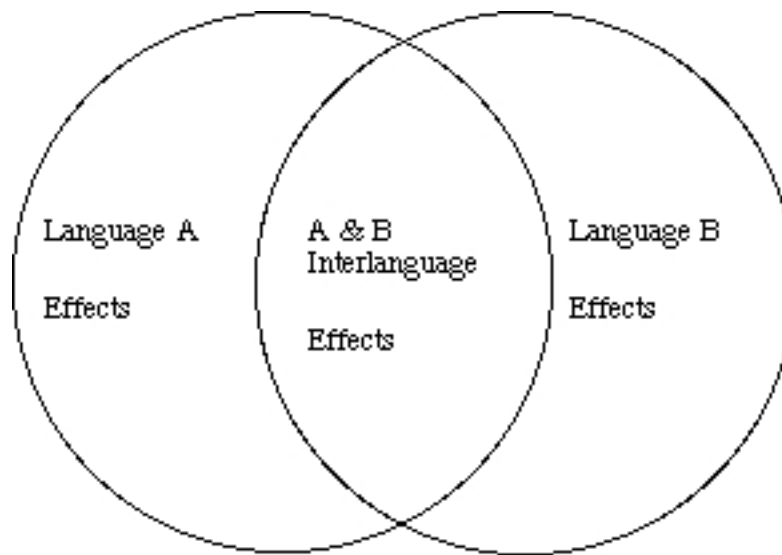 Language A
Effects
A & B
Interlanguage
Effects
Language B
Effects